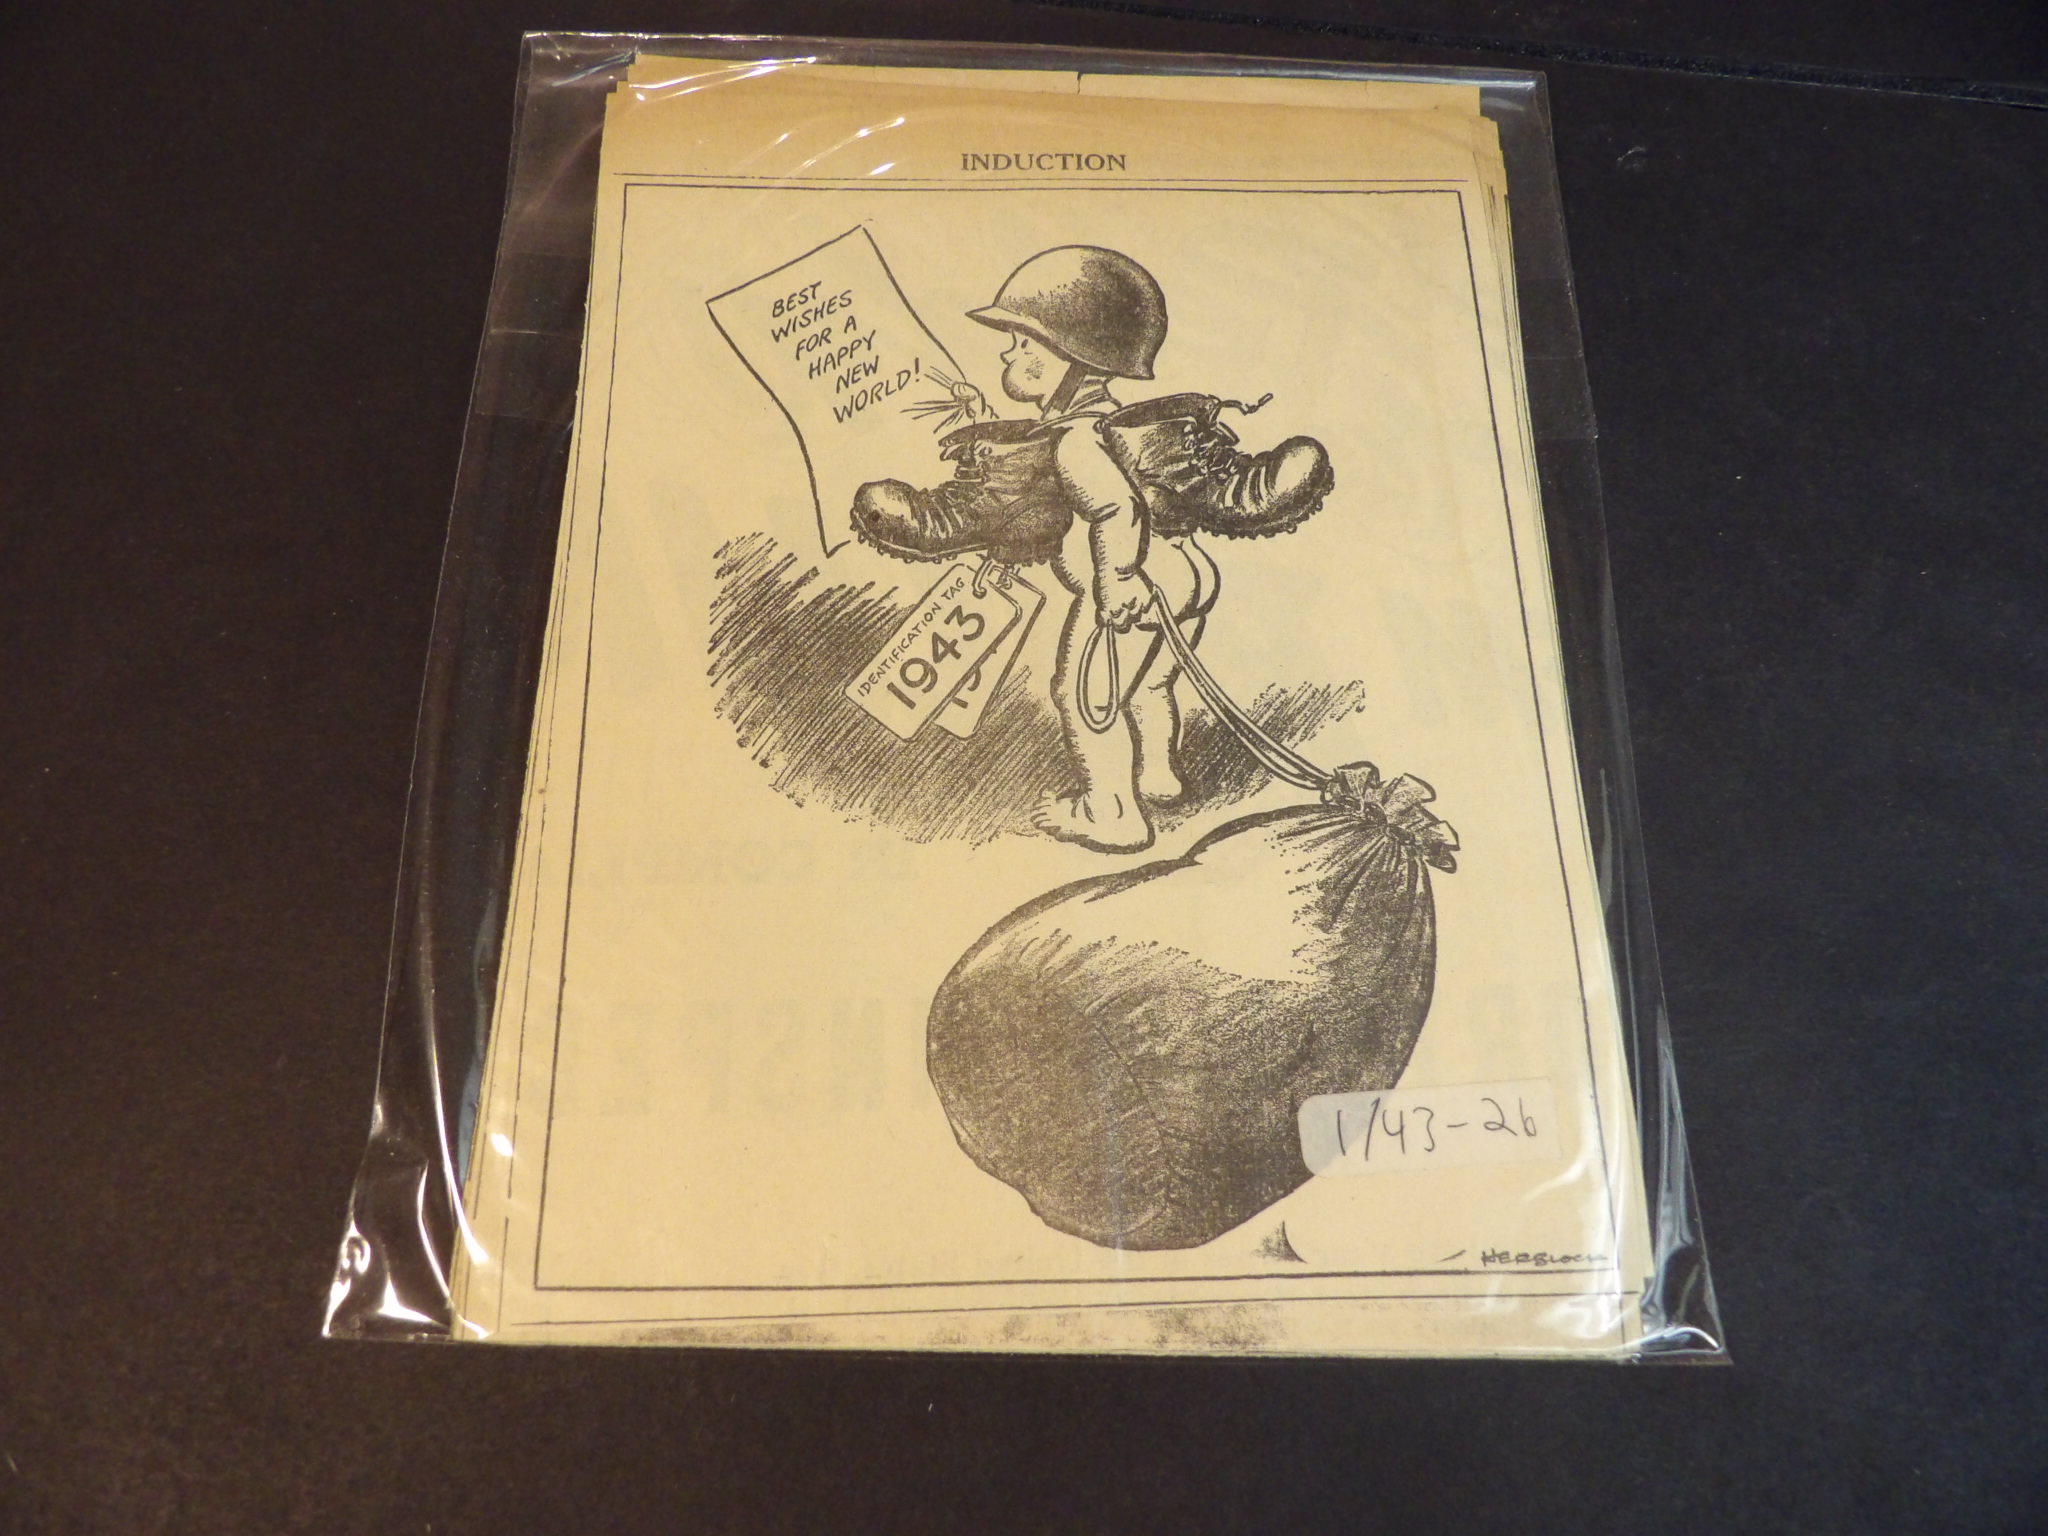 INDUCTION
BEST
WISHES
FOR A
HAPPY
NEW
WORLD!
IDENTIFICATION TAG
1943
1/43-26
HERBLOCK